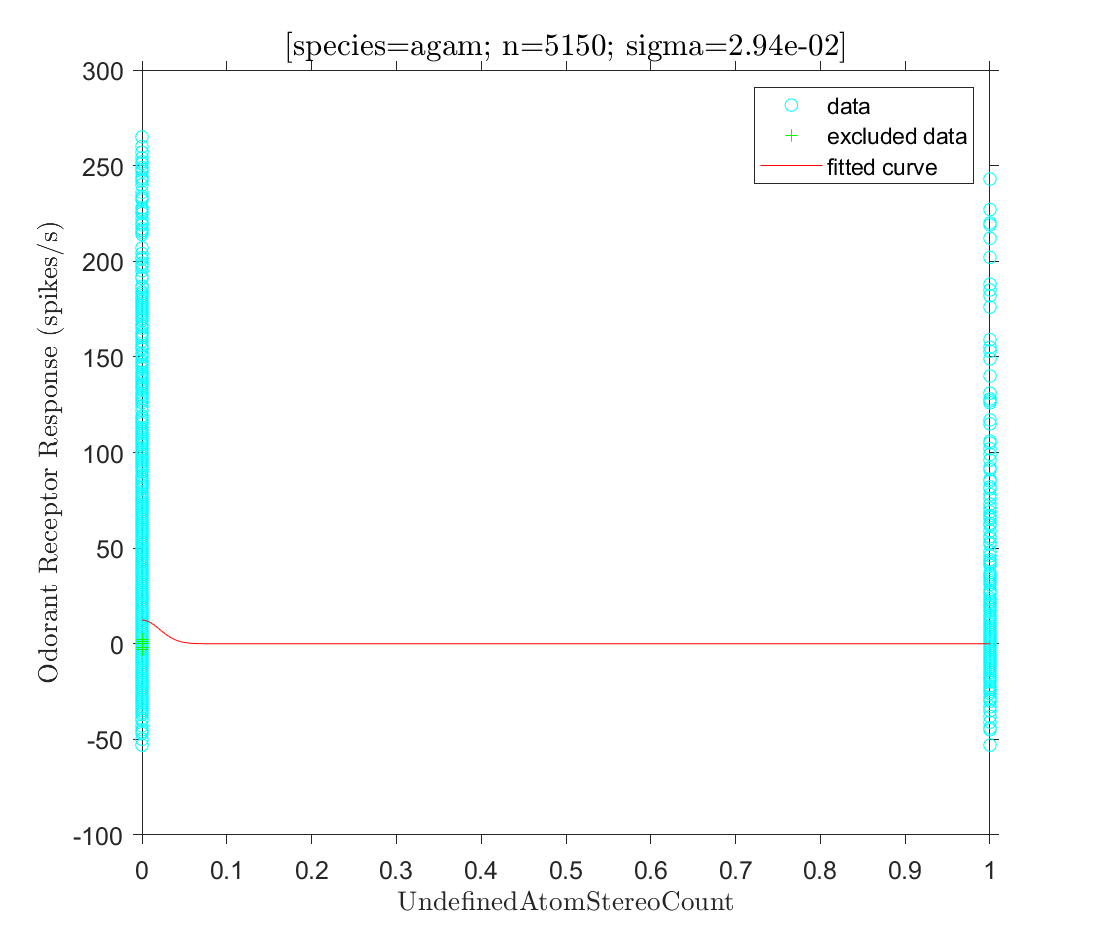 [species=agam; n=5150; sigma=2.94e-02]
300
250
200
150
100
50
0
-50
-100
Odorant Receptor Response (spikes/s)
data
excluded data
fitted curve
0 0.1 0.2 0.3 0.4 0.5 0.6 0.7 0.8 0.9 1
UndefinedAtomStereoCount